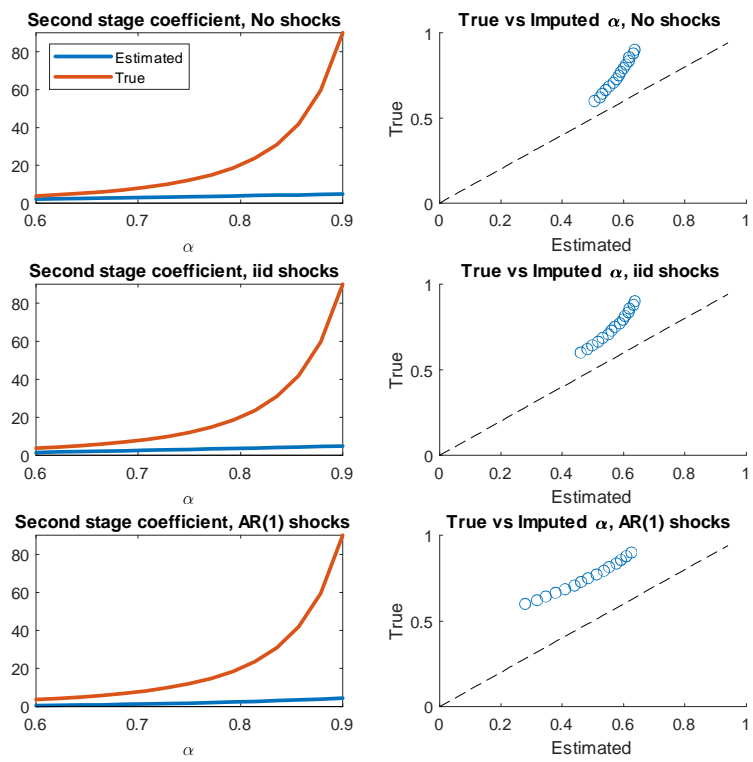 Second stage coefficient, No shocks
80
60
40
20
0
0.6 0.7 0.8 0.9
α
Estimated
True
True vs Imputed α, No shocks
1
0.5
0
0 0.2 0.4 0.6 0.8 1
True
Estimated
Second stage coefficient, iid shocks
80
60
40
20
0
0.6 0.7 0.8 0.9
α
True vs Imputed α, iid shocks
1
0.5
0
0 0.2 0.4 0.6 0.8 1
True
Estimated
Second stage coefficient, AR(1) shocks
80
60
40
20
0
0.6 0.7 0.8 0.9
α
True vs Imputed α, AR(1) shocks
1
0.5
0
0 0.2 0.4 0.6 0.8 1
True
Estimated